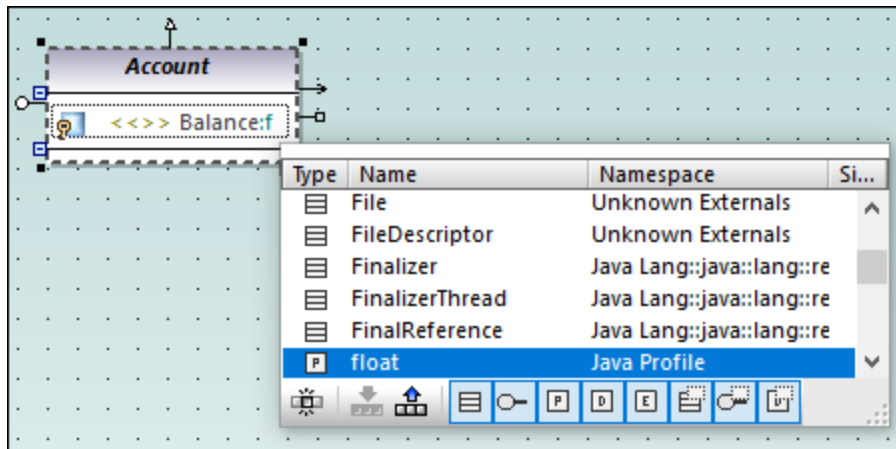 Account
<<>> Balance:f
Type Name Namespace Si...
File Unknown Externals
FileDescriptor Unknown Externals
Finalizer Java Lang::java::lang::re
FinalizerThread Java Lang::java::lang::re
FinalReference Java Lang::java::lang::re
P float Java Profile
P D E